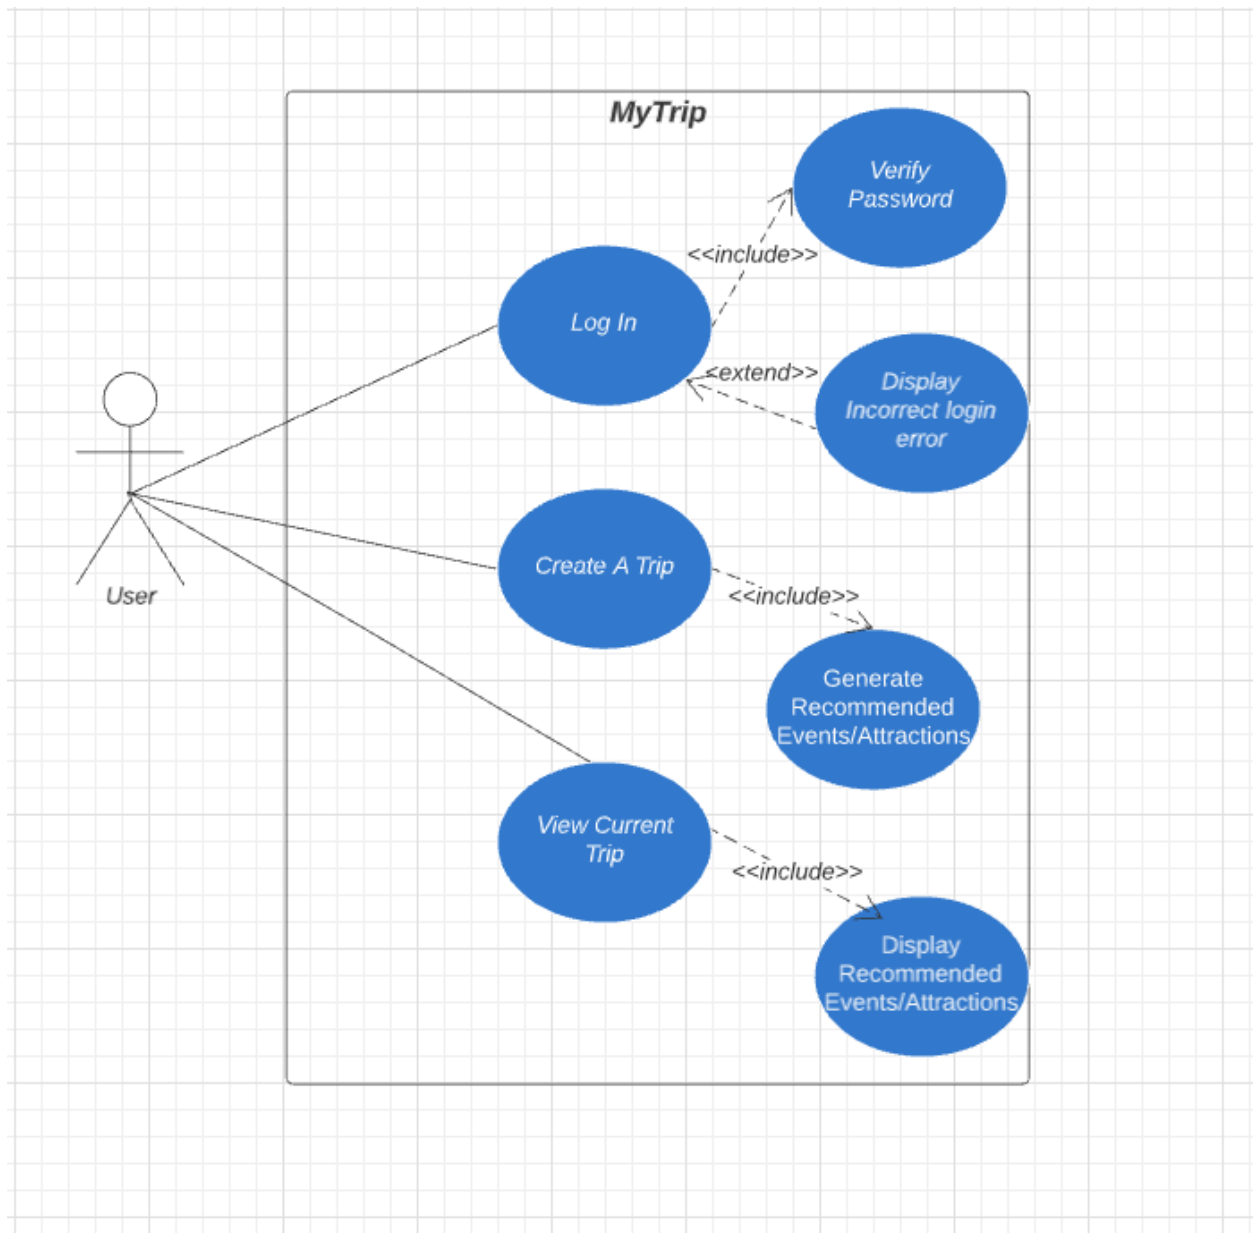 MyTrip
Verify
Password
<<include>>
Log In
<extend>>
Display
Incorrect login
error
Create A Trip
<<include>>
User
Generate
Recommended
Events/Attractions
View Current
Trip
<<include>>
Display
Recommended
Events/Attractions